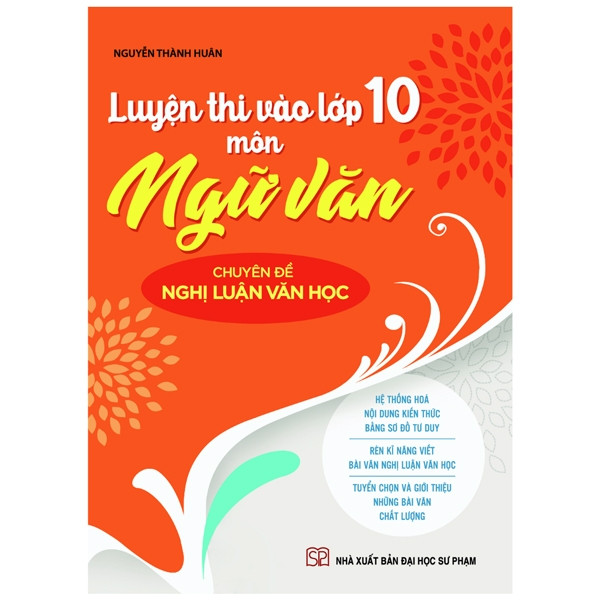 NGUYỄN THÀNH HUÂN
Luyện thi vào lớp 10
môn
Ngữ văn
CHUYÊN ĐỀ
NGHỊ LUẬN VĂN HỌC
HỆ THỐNG HOÁ
NỘI DUNG KIẾN THỨC
BẰNG SƠ ĐỒ TƯ DUY
RÈN KĨ NĂNG VIẾT
BÀI VĂN NGHỊ LUẬN VĂN HỌC
TUYỂN CHỌN VÀ GIỚI THIỆU
NHỮNG BÀI VĂN
CHẤT LƯỢNG
SP
NHÀ XUẤT BẢN ĐẠI HỌC SƯ PHẠM